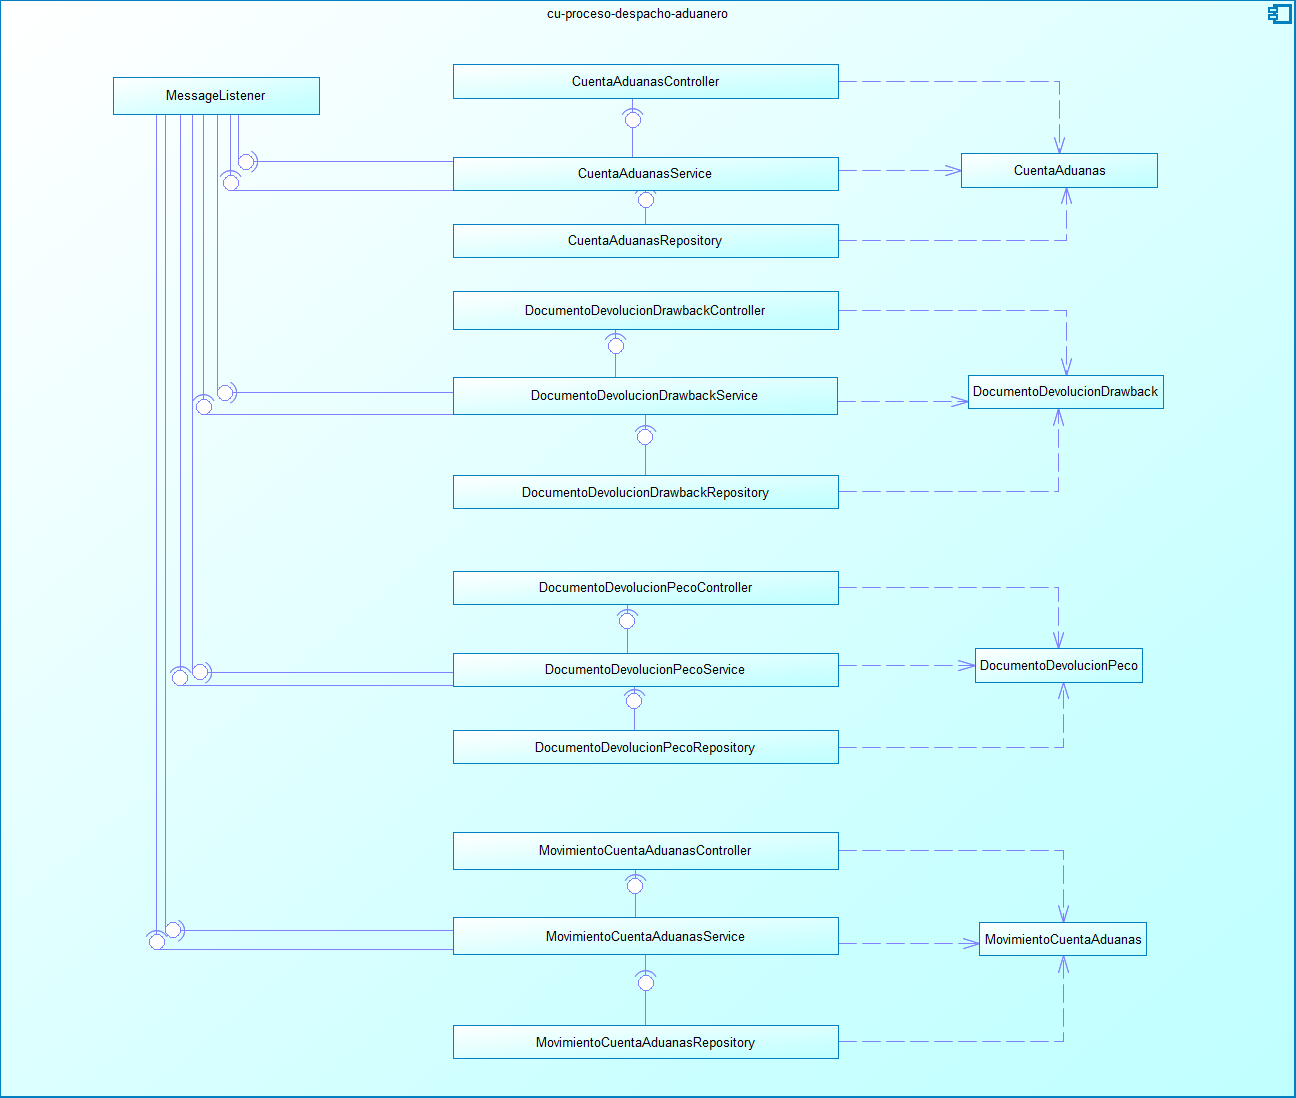 cu-proceso-despacho-aduanero
MessageListener
CuentaAduanasController
CuentaAduanasService
CuentaAduanas
CuentaAduanasRepository
DocumentoDevolucionDrawbackController
DocumentoDevolucionDrawbackService
DocumentoDevolucionDrawback
DocumentoDevolucionDrawbackRepository
DocumentoDevolucionPecoController
DocumentoDevolucionPecoService
DocumentoDevolucionPeco
DocumentoDevolucionPecoRepository
MovimientoCuentaAduanasController
MovimientoCuentaAduanasService
MovimientoCuentaAduanas
MovimientoCuentaAduanasRepository